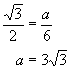 √3/2 = a/6
a = 3√3